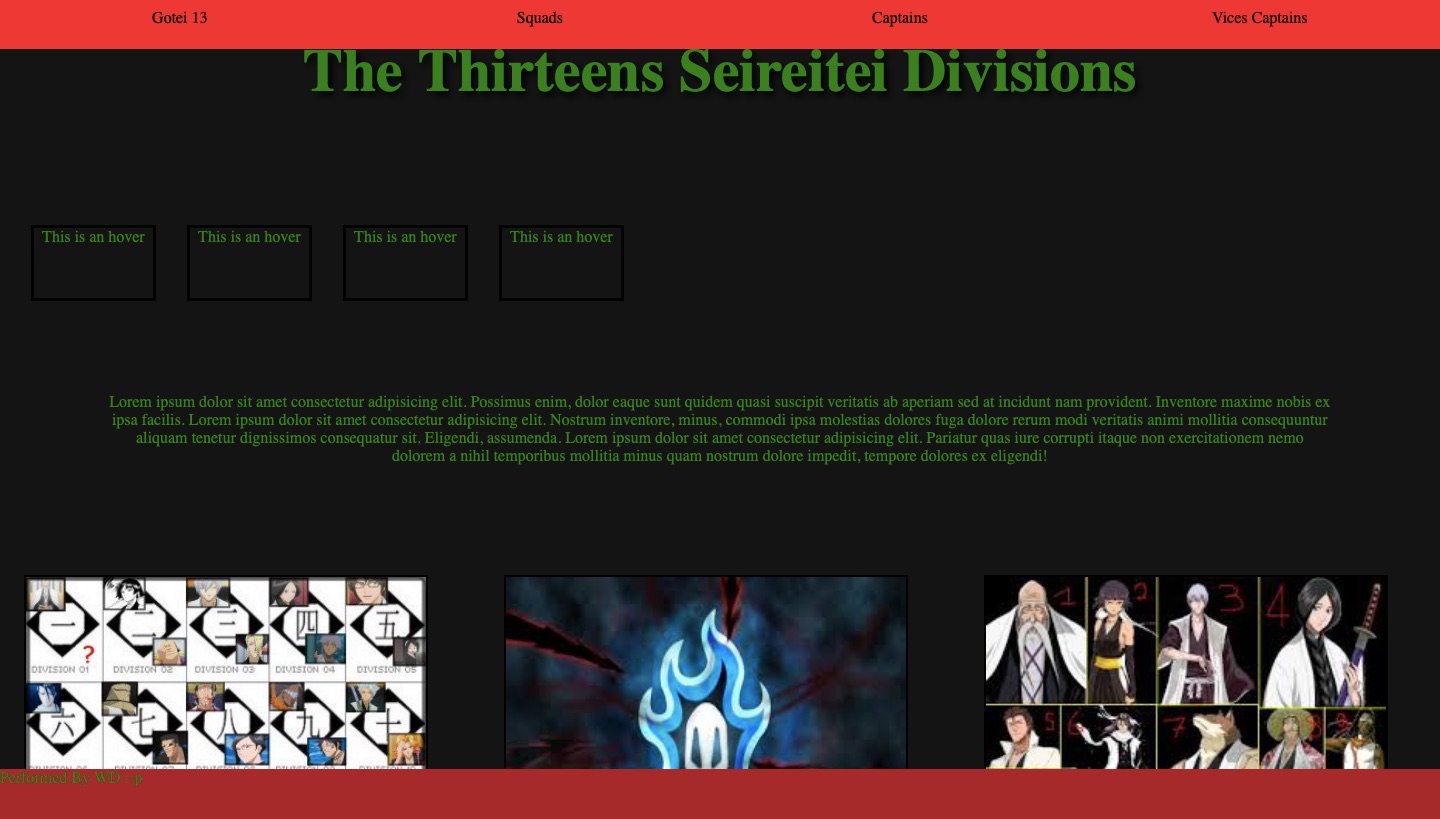 Gotei 13 Squads Captains Vices Captains
The Thirteens Seireitei Divisions
This is an hover This is an hover This is an hover This is an hover
Lorem ipsum dolor sit amet consectetur adipisicing elit. Possimus enim, dolor eaque sunt quidem quasi suscipit veritatis ab aperiam sed at incidunt nam provident. Inventore maxime nobis ex
ipsa facilis. Lorem ipsum dolor sit amet consectetur adipisicing elit. Nostrum inventore, minus, commodi ipsa molestias dolores fuga dolore rerum modi veritatis animi mollitia consequuntur
aliquam tenetur dignissimos consequatur sit. Eligendi, assumenda. Lorem ipsum dolor sit amet consectetur adipisicing elit. Pariatur quas iure corrupti itaque non exercitationem nemo
dolorem a nihil temporibus mollitia minus quam nostrum dolore impedit, tempore dolores ex eligendi!
一 二 三 四 五
?
DIVISION 01 DIVISION 02 DIVISION 03 DIVISION 04 DIVISION 05
六 七 八 九 十
1 2 3 4
5 6 7 8 9
Performed By WD - p